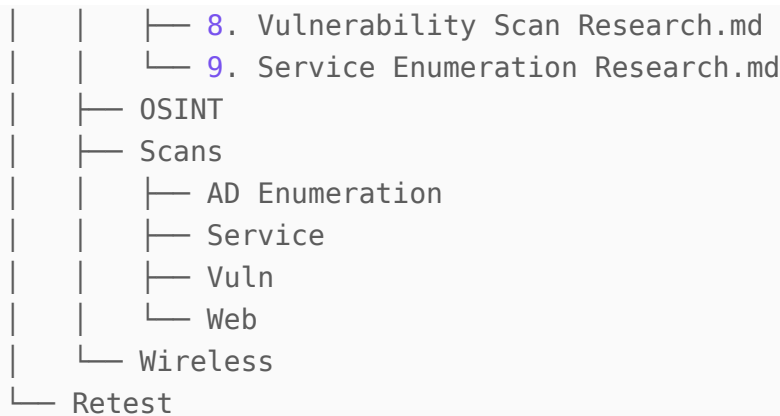 │   │   ├── 8. Vulnerability Scan Research.md
│   │   └── 9. Service Enumeration Research.md
│   ├── OSINT
│   ├── Scans
│   │   ├── AD Enumeration
│   │   ├── Service
│   │   ├── Vuln
│   │   └── Web
│   └── Wireless
└── Retest